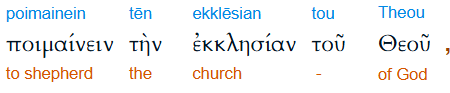 poimainein tēn ekklēsian tou Theou
ποιμαίνειν τὴν ἐκκλησίαν τοῦ Θεοῦ ,
to shepherd the church - of God